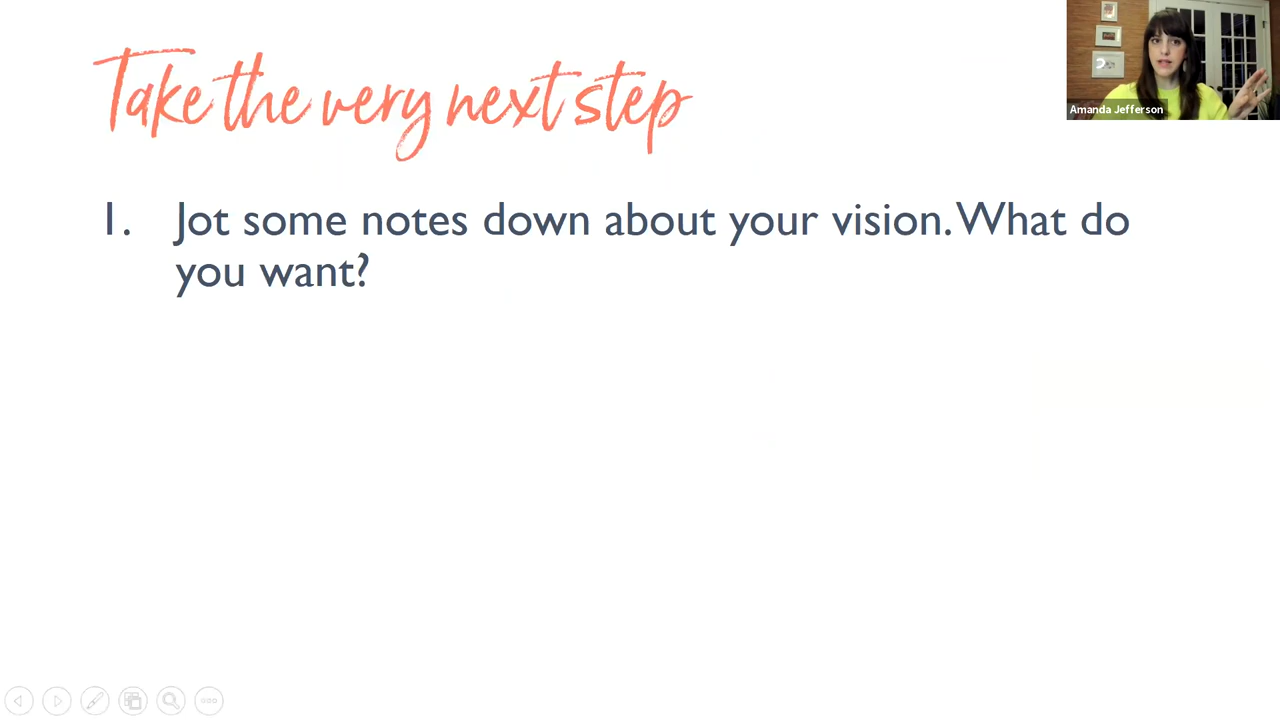 Amanda Jefferson
Take the very next step
1. Jot some notes down about your vision. What do
you want?